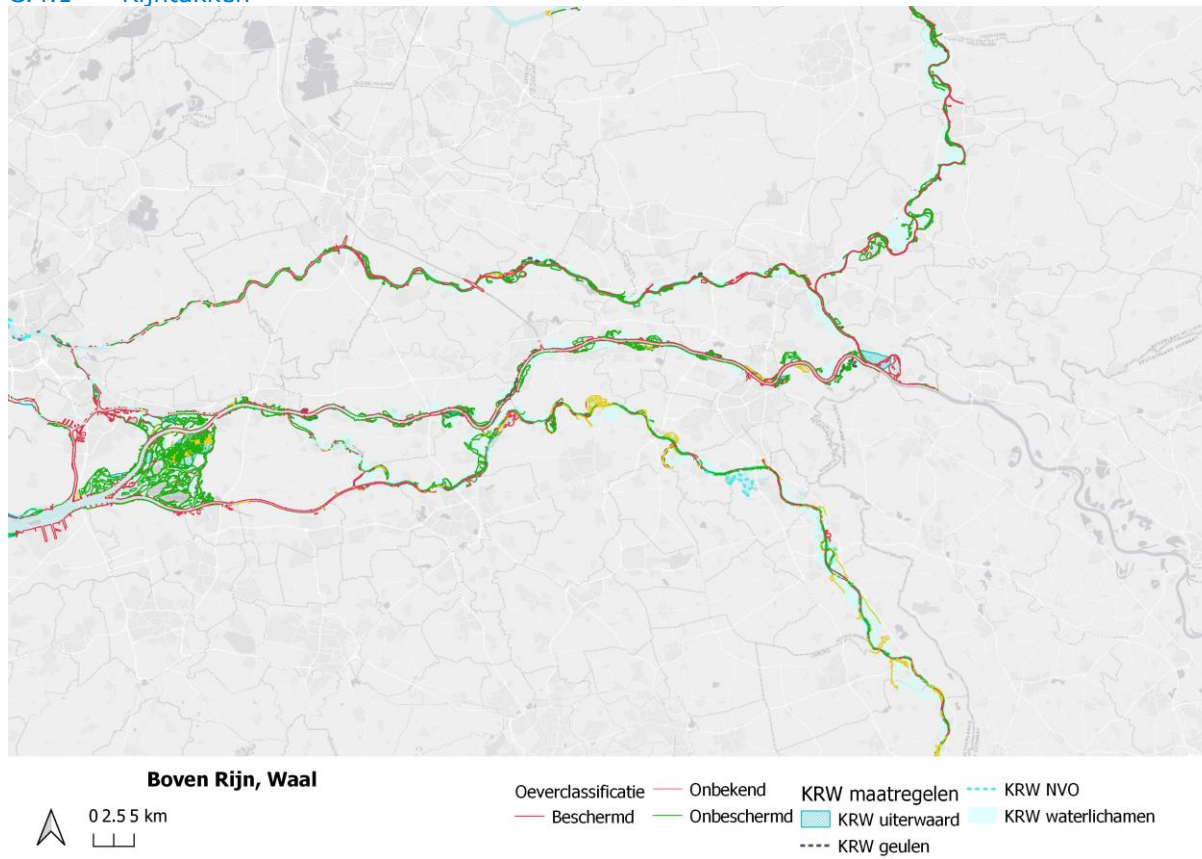 Rijntakken
Boven Rijn, Waal
0 2.5 5 km
Oeverclassificatie
Beschermd
Onbekend
Onbeschermd
KRW maatregelen
KRW uiterwaard
KRW geulen
KRW NVO
KRW waterlichamen